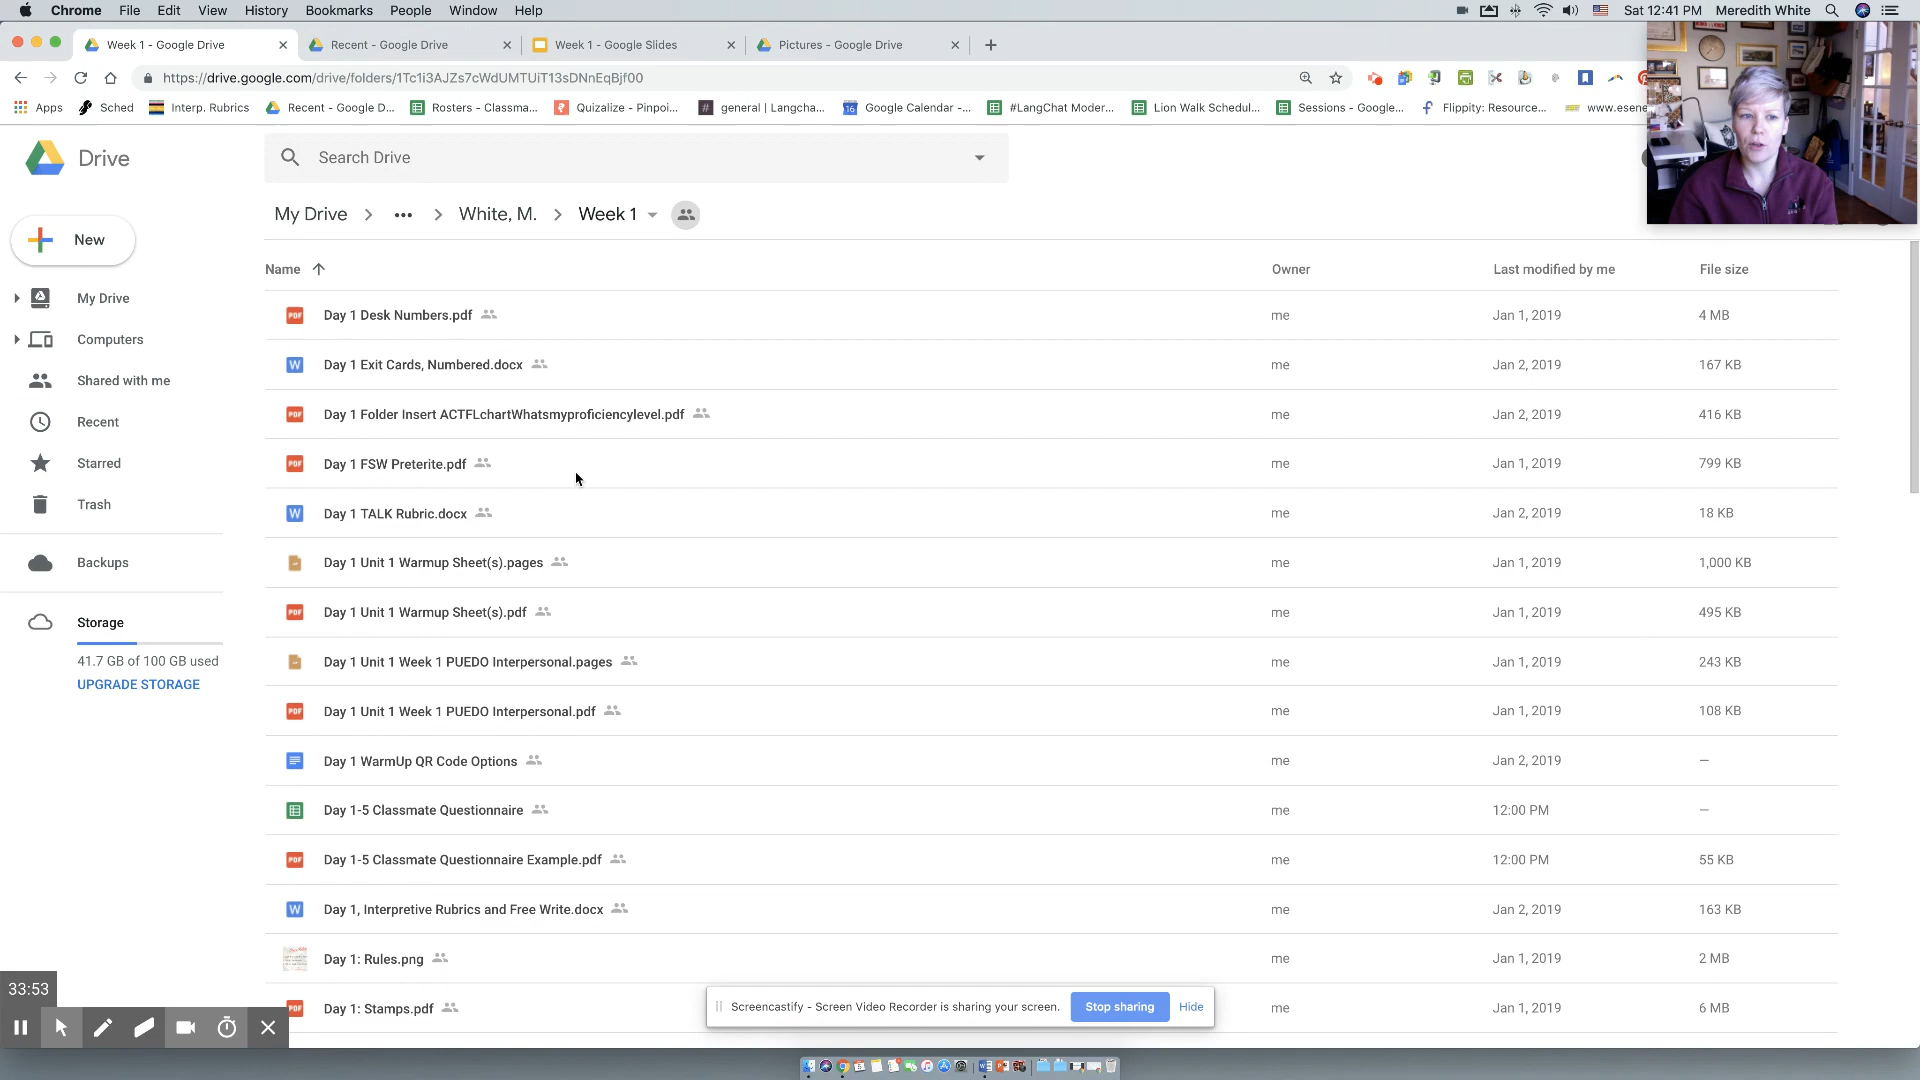 Chrome File Edit View History Bookmarks People Window Help Sat 12:41 PM Meredith White
Week 1 - Google Drive Recent - Google Drive Week 1 - Google Slides Pictures - Google Drive
https://drive.google.com/drive/folders/1Tc1i3AJZs7cWdUMTUiT13sDNnEqBjf00
Apps Sched Interp. Rubrics Recent - Google D... Rosters - Classma... Quizalize - Pinpoi... general | Langcha... Google Calendar -... #LangChat Moder... Lion Walk Schedul... Sessions - Google... Flippity: Resource... www.esene
Drive Search Drive
My Drive ••• White, M. Week 1
New
Name Owner Last modified by me File size
My Drive
Computers
Shared with me
Recent
Starred
Trash
Backups
Storage
41.7 GB of 100 GB used
UPGRADE STORAGE
Day 1 Desk Numbers.pdf me Jan 1, 2019 4 MB
Day 1 Exit Cards, Numbered.docx me Jan 2, 2019 167 KB
Day 1 Folder Insert ACTFLchartWhatsmyproficiencylevel.pdf me Jan 2, 2019 416 KB
Day 1 FSW Preterite.pdf me Jan 1, 2019 799 KB
Day 1 TALK Rubric.docx me Jan 2, 2019 18 KB
Day 1 Unit 1 Warmup Sheet(s).pages me Jan 1, 2019 1,000 KB
Day 1 Unit 1 Warmup Sheet(s).pdf me Jan 1, 2019 495 KB
Day 1 Unit 1 Week 1 PUEDO Interpersonal.pages me Jan 1, 2019 243 KB
Day 1 Unit 1 Week 1 PUEDO Interpersonal.pdf me Jan 1, 2019 108 KB
Day 1 WarmUp QR Code Options me Jan 2, 2019 —
Day 1-5 Classmate Questionnaire me 12:00 PM —
Day 1-5 Classmate Questionnaire Example.pdf me 12:00 PM 55 KB
Day 1, Interpretive Rubrics and Free Write.docx me Jan 2, 2019 163 KB
Day 1: Rules.png me Jan 1, 2019 2 MB
Day 1: Stamps.pdf me Jan 1, 2019 6 MB
33:53
Screencastify - Screen Video Recorder is sharing your screen. Stop sharing Hide